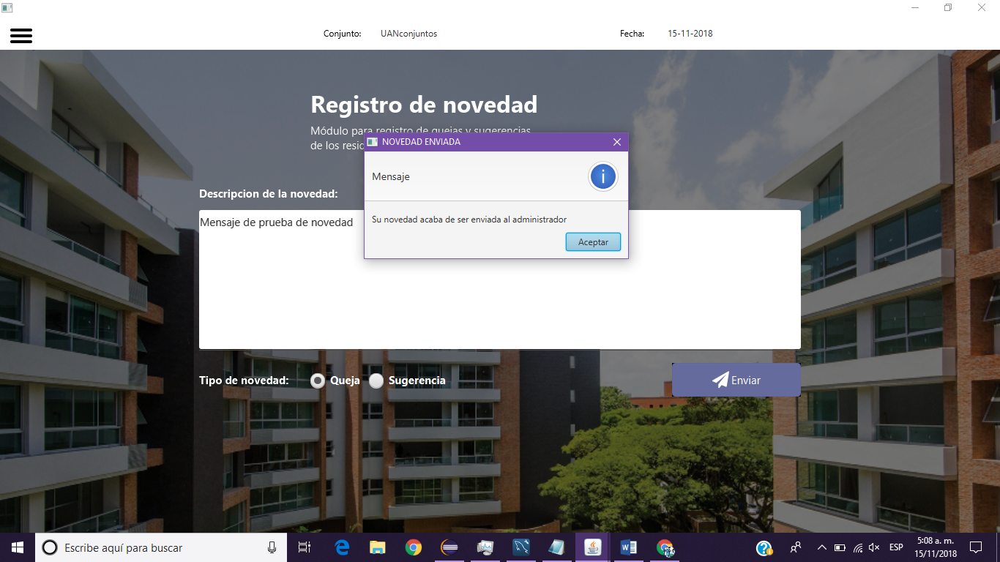 Conjunto: UANconjuntos Fecha: 15-11-2018
Registro de novedad
Módulo para registro de quejas y sugerencias
de los resid
NOVEDAD ENVIADA
Mensaje
Su novedad acaba de ser enviada al administrador
Aceptar
Descripcion de la novedad:
Mensaje de prueba de novedad
Tipo de novedad: Queja Sugerencia
Enviar
Escribe aquí para buscar
ESP
5:08 a. m.
15/11/2018